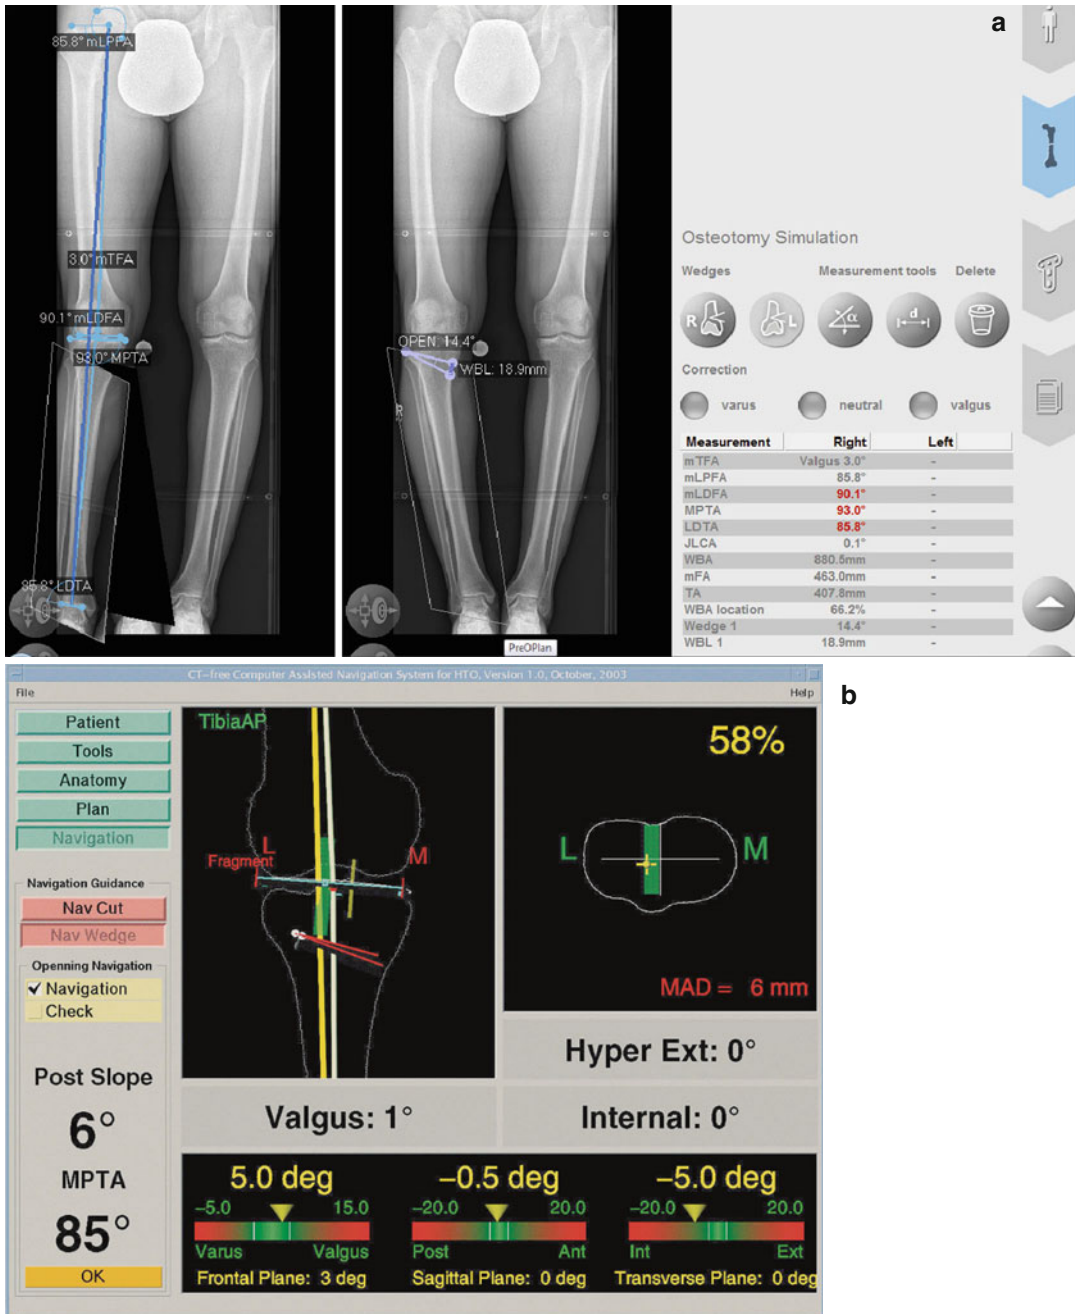 a
85.8° mLPFA
3.0° mTFA
90.1° mLDFA
93.0° MPTA
85.8° LDTA
OPEN: 14.4°
WBL: 18.9mm
R
PreOPlan
Osteotomy Simulation
Wedges Measurement tools Delete
R L α d
Correction
varus neutral valgus
Measurement Right Left
mTFA Valgus 3.0° -
mLPFA 85.8° -
mLDFA 90.1° -
MPTA 93.0° -
LDTA 85.8° -
JLCA 0.1° -
WBA 880.5mm -
mFA 463.0mm -
TA 407.8mm -
WBA location 66.2% -
Wedge 1 14.4° -
WBL 1 18.9mm -
b
CT-free Computer Assisted Navigation System for HTO, Version 1.0, October, 2003
File Help
Patient
Tools
Anatomy
Plan
Navigation
Navigation Guidance
Nav Cut
Nav Wedge
Openning Navigation
Navigation
Check
Post Slope
6°
MPTA
85°
OK
TibiaAP
L M
Fragment
58%
L M
MAD = 6 mm
Hyper Ext: 0°
Valgus: 1° Internal: 0°
5.0 deg -0.5 deg -5.0 deg
-5.0 15.0 -20.0 20.0 -20.0 20.0
Varus Valgus Post Ant Int Ext
Frontal Plane: 3 deg Sagittal Plane: 0 deg Transverse Plane: 0 deg